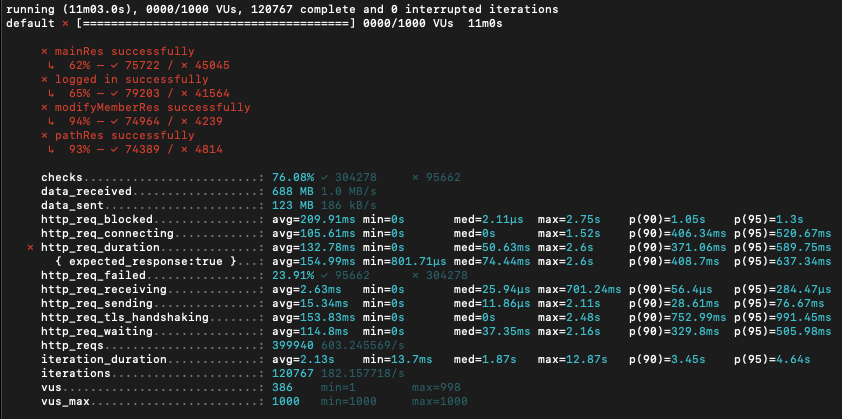 running (11m03.0s), 0000/1000 VUs, 120767 complete and 0 interrupted iterations
default ✗ [======================================] 0000/1000 VUs  11m0s
✗ mainRes successfully
↳  62% — ✓ 75722 / ✗ 45045
✗ logged in successfully
↳  65% — ✓ 79203 / ✗ 41564
✗ modifyMemberRes successfully
↳  94% — ✓ 74964 / ✗ 4239
✗ pathRes successfully
↳  93% — ✓ 74389 / ✗ 4814
checks.........................: 76.08% ✓ 304278     ✗ 95662
data_received..................: 688 MB 1.0 MB/s
data_sent......................: 123 MB 186 kB/s
http_req_blocked...............: avg=209.91ms min=0s       med=2.11µs  max=2.75s    p(90)=1.05s    p(95)=1.3s
http_req_connecting............: avg=105.61ms min=0s       med=0s      max=1.52s    p(90)=406.34ms p(95)=520.67ms
✗ http_req_duration..............: avg=132.78ms min=0s       med=50.63ms max=2.6s     p(90)=371.06ms p(95)=589.75ms
{ expected_response:true }...: avg=154.99ms min=801.71µs med=74.44ms max=2.6s     p(90)=408.7ms  p(95)=637.34ms
http_req_failed................: 23.91% ✓ 95662      ✗ 304278
http_req_receiving.............: avg=2.63ms   min=0s       med=25.94µs max=701.24ms p(90)=56.4µs   p(95)=284.47µs
http_req_sending...............: avg=15.34ms  min=0s       med=11.86µs max=2.11s    p(90)=28.61ms  p(95)=76.67ms
http_req_tls_handshaking.......: avg=153.83ms min=0s       med=0s      max=2.48s    p(90)=752.99ms p(95)=991.45ms
http_req_waiting...............: avg=114.8ms  min=0s       med=37.35ms max=2.16s    p(90)=329.8ms  p(95)=505.98ms
http_reqs......................: 399940 603.245569/s
iteration_duration.............: avg=2.13s    min=13.7ms   med=1.87s   max=12.87s   p(90)=3.45s    p(95)=4.64s
iterations.....................: 120767 182.157718/s
vus............................: 386    min=1        max=998
vus_max........................: 1000   min=1000     max=1000